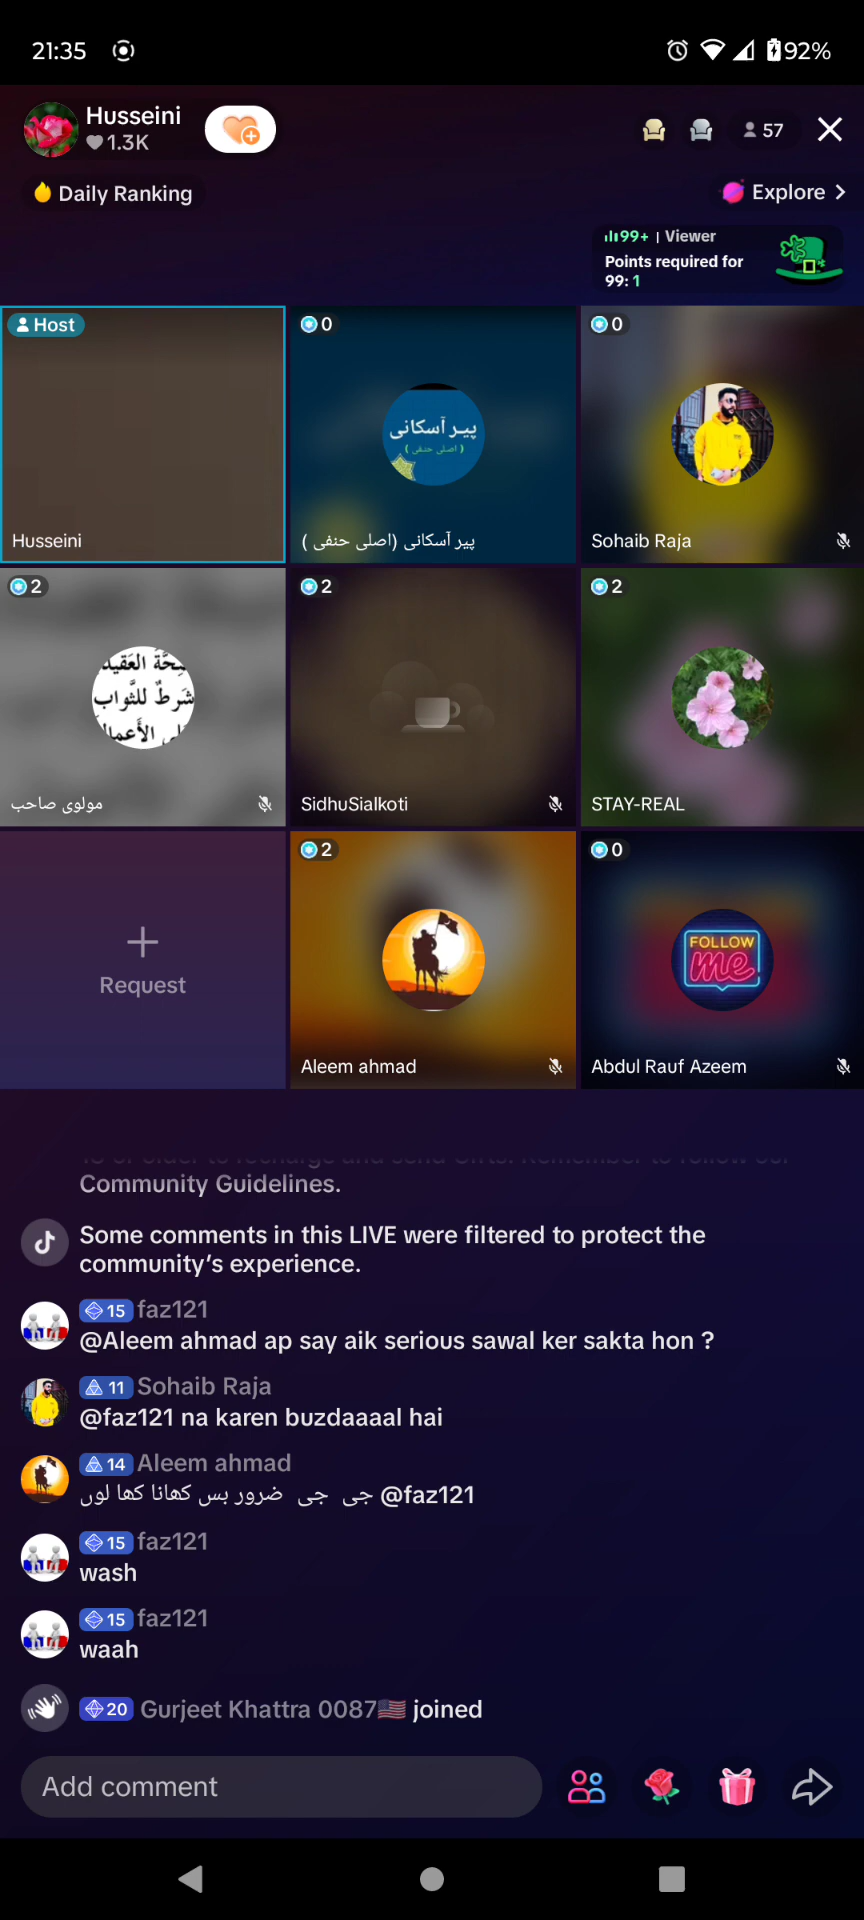 21:35
92%
Husseini
1.3K
57
Daily Ranking
Explore
99+ | Viewer
Points required for
99: 1
Host
0
0
پیر آسکانی
( اصلی حنفی )
Husseini
پیر آسکانی (اصلی حنفی )
Sohaib Raja
2
2
2
شرطٌ للثَّواب
مولوی صاحب
SidhuSialkoti
STAY-REAL
2
0
FOLLOW
me
Request
Aleem ahmad
Abdul Rauf Azeem
Community Guidelines.
Some comments in this LIVE were filtered to protect the
community's experience.
15 faz121
@Aleem ahmad ap say aik serious sawal ker sakta hon ?
11 Sohaib Raja
@faz121 na karen buzdaaaal hai
14 Aleem ahmad
@faz121 جی جی ضرور بس کھانا کھا لوں
15 faz121
wash
15 faz121
waah
20 Gurjeet Khattra 0087🇺🇸 joined
Add comment